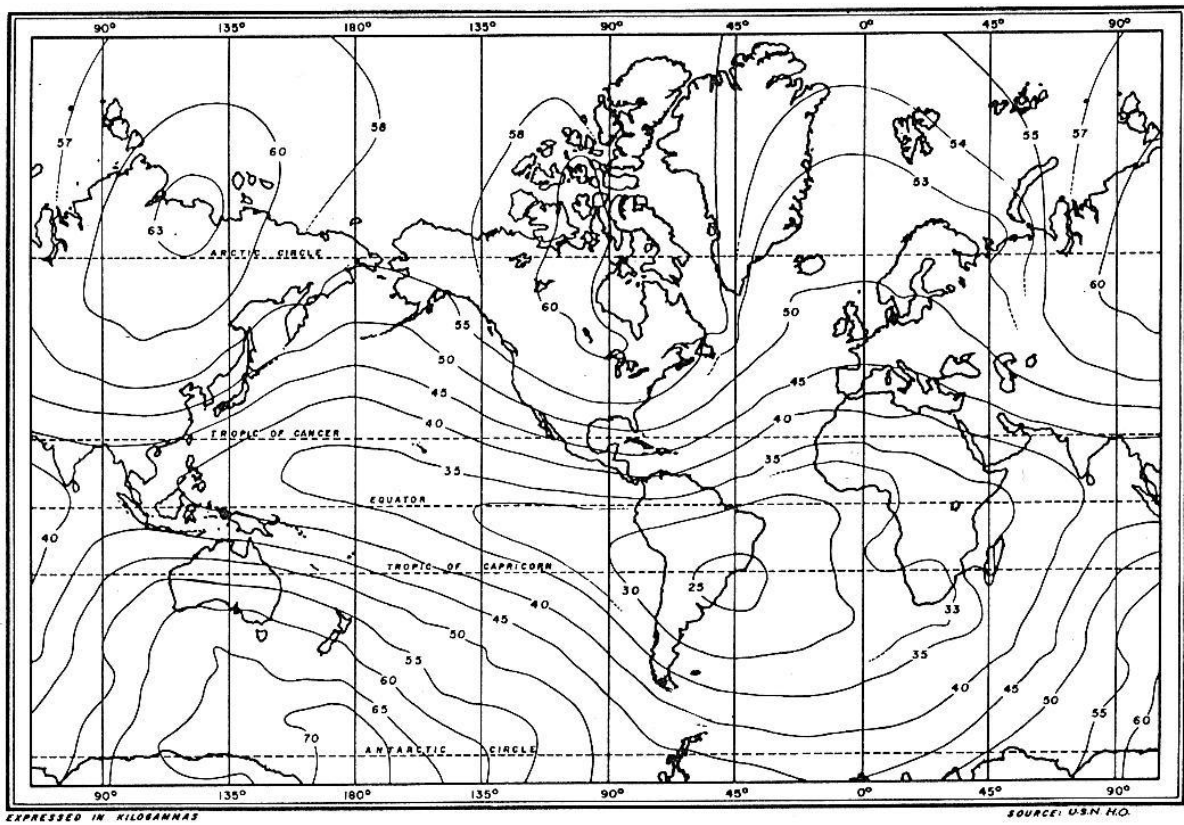 90° 135° 180° 135° 90° 45° 0° 45° 90°
58 58 55 57
57 60 54
53
63
ARCTIC CIRCLE
60 60
55 50
50
45 45
40 40
TROPIC OF CANCER
35 35
EQUATOR
40
TROPIC OF CAPRICORN
30 25
40 33
45
50 35
55
60 40 45
65 50
55 60
70
ANTARCTIC CIRCLE
90° 135° 180° 135° 90° 45° 0° 45° 90°
EXPRESSED IN KILOGAMMAS
SOURCE: U.S.N. H.O.